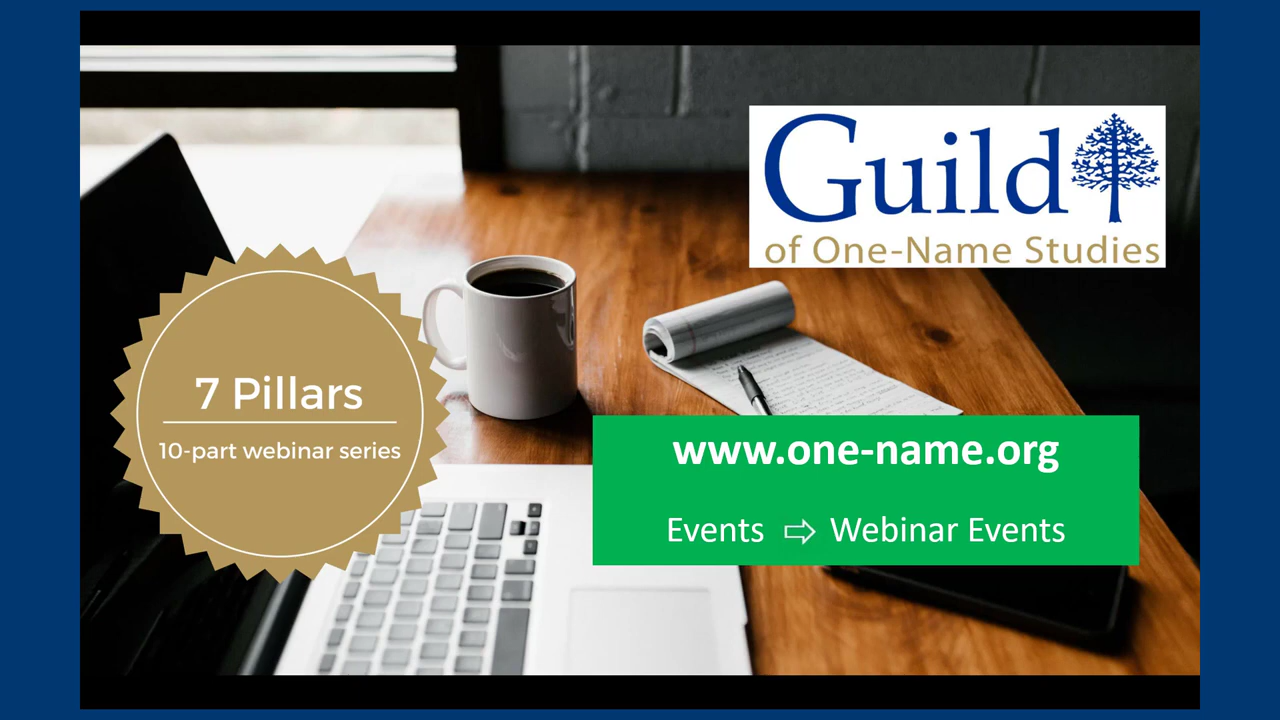 Guild
of One-Name Studies
7 Pillars
10-part webinar series
www.one-name.org
Events ⇨ Webinar Events